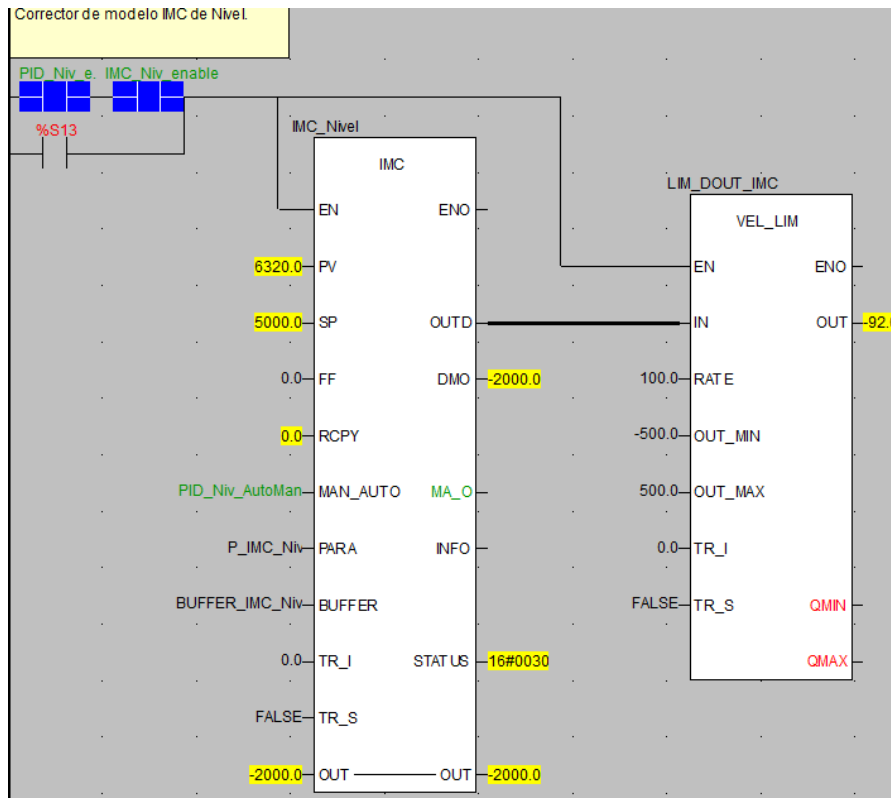 Corrector de modelo IMC de Nivel.
PID_Niv_e. IMC_Niv_enable
%S13
IMC_Nivel
IMC
LIM_DOUT_IMC
VEL_LIM
EN ENO
6320.0 PV
EN ENO
5000.0 SP OUTD
IN OUT -92.
0.0 FF DMO -2000.0
100.0 RATE
0.0 RCPY
-500.0 OUT_MIN
PID_Niv_AutoMan MAN_AUTO MA_O
500.0 OUT_MAX
P_IMC_Niv PARA INFO
0.0 TR_I
BUFFER_IMC_Niv BUFFER
FALSE TR_S QMIN
0.0 TR_I STATUS 16#0030
QMAX
FALSE TR_S
-2000.0 OUT OUT -2000.0